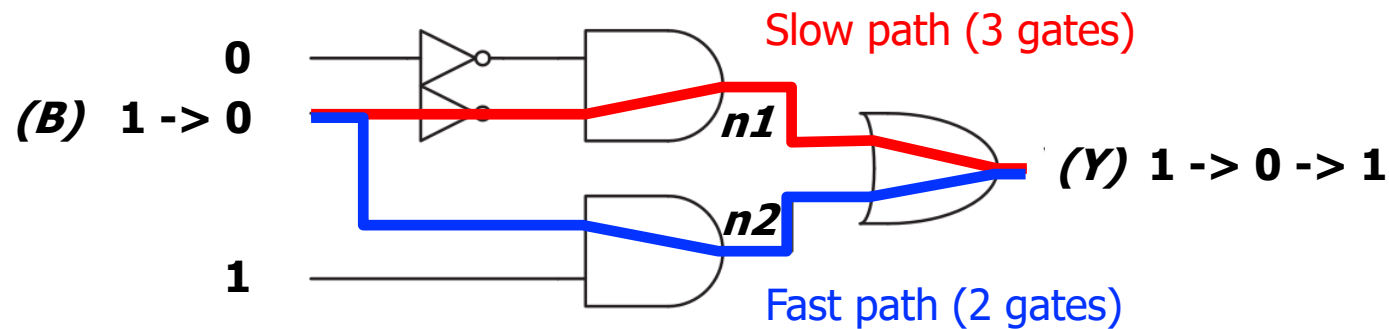 Slow path (3 gates)
0
(B) 1 -> 0
n1
(Y) 1 -> 0 -> 1
n2
1
Fast path (2 gates)